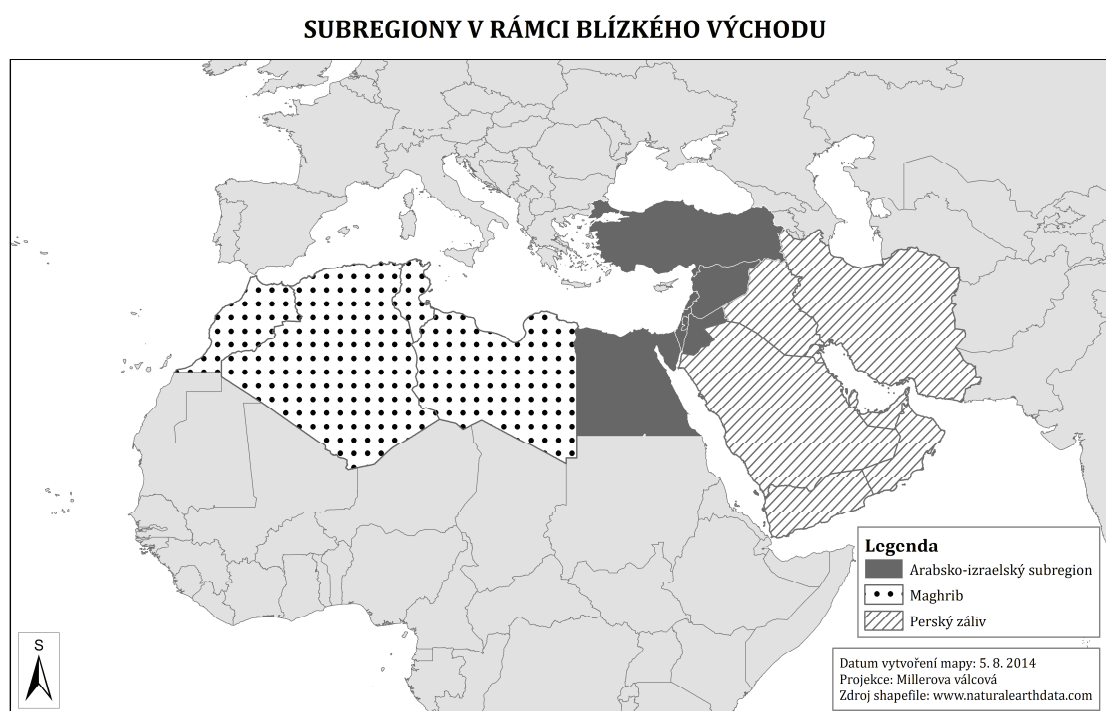 SUBREGIONY V RÁMCI BLÍZKÉHO VÝCHODU
Legenda
Arabsko-izraelský subregion
Maghrib
Perský záliv
S
Datum vytvoření mapy: 5. 8. 2014
Projekce: Millerova válcová
Zdroj shapefile: www.naturalearthdata.com